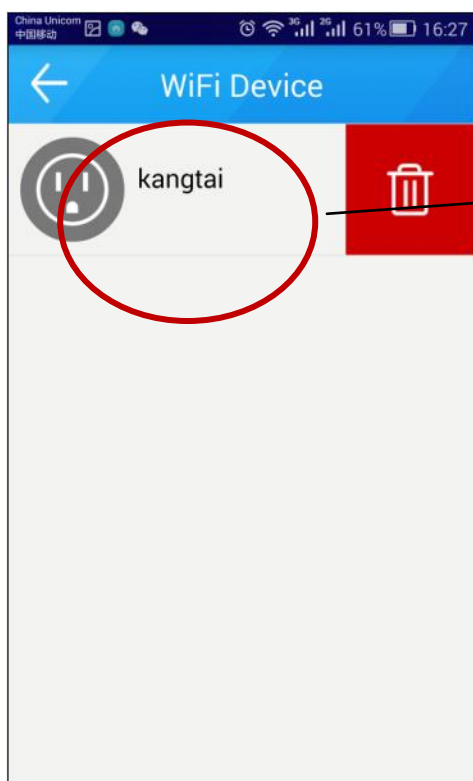 China Unicom
中国移动
3G 2G 61% 16:27
WiFi Device
kangtai